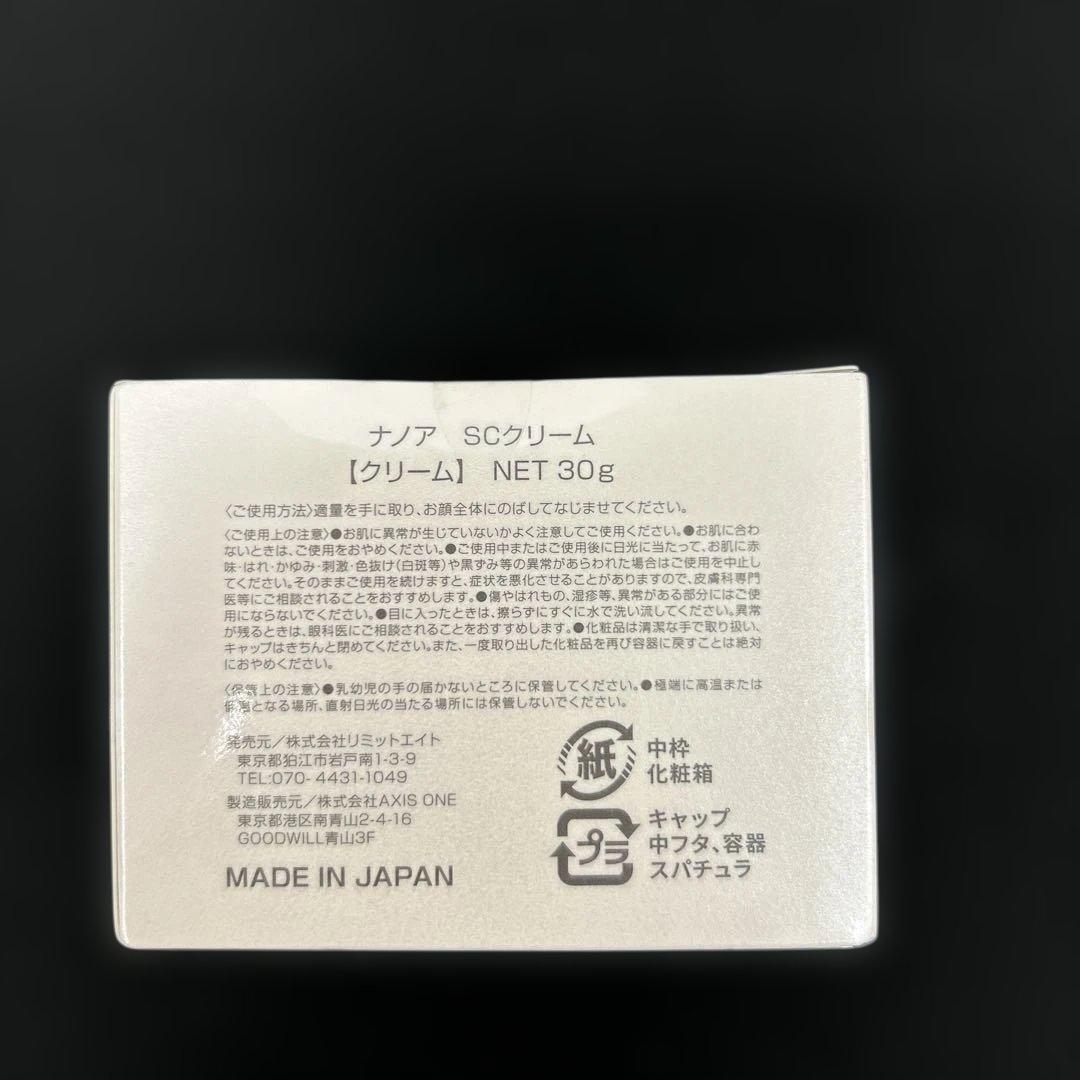 ナノア　SCクリーム
【クリーム】　NET 30g
〈ご使用方法〉適量を手に取り、お顔全体にのばしてなじませてください。
〈ご使用上の注意〉●お肌に異常が生じていないかよく注意してご使用ください。●お肌に合わ
ないときは、ご使用をおやめください。●ご使用中またはご使用後に日光に当たって、お肌に赤
味・はれ・かゆみ・刺激・色抜け(白斑等)や黒ずみ等の異常があらわれた場合はご使用を中止し
てください。そのままご使用を続けますと、症状を悪化させることがありますので、皮膚科専門
医等にご相談されることをおすすめします。●傷やはれもの、湿疹等、異常がある部分にはご使
用にならないでください。●目に入ったときは、擦らずにすぐに水で洗い流してください。異常
が残るときは、眼科医にご相談されることをおすすめします。●化粧品は清潔な手で取り扱い、
キャップはきちんと閉めてください。また、一度取り出した化粧品を再び容器に戻すことは絶対
におやめください。
〈保管上の注意〉●乳幼児の手の届かないところに保管してください。●極端に高温または
低温となる場所、直射日光の当たる場所には保管しないでください。
発売元／株式会社リミットエイト
東京都狛江市岩戸南1-3-9
TEL:070- 4431-1049
製造販売元／株式会社AXIS ONE
東京都港区南青山2-4-16
GOODWILL青山3F
MADE IN JAPAN
紙
中枠
化粧箱
プラ
キャップ
中フタ、容器
スパチュラ